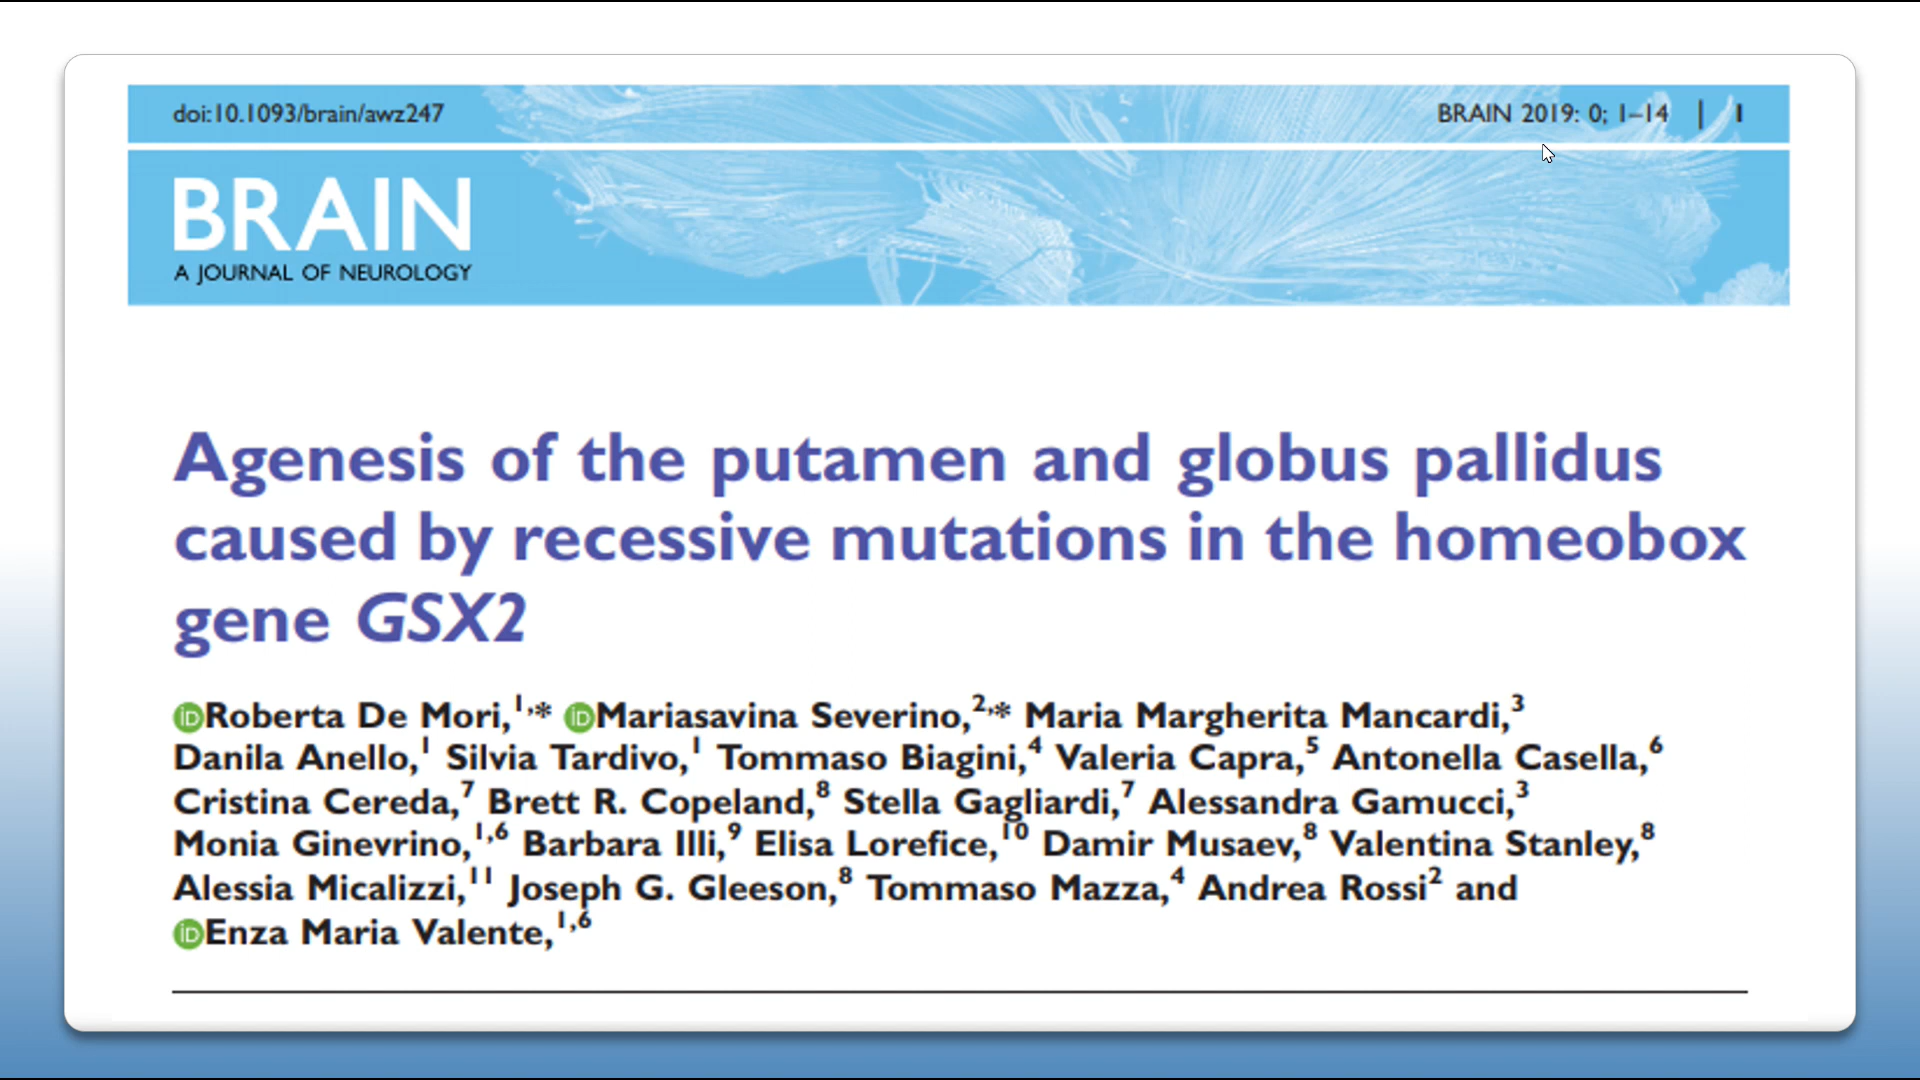 doi:10.1093/brain/awz247
BRAIN 2019: 0; 1–14 | 1
BRAIN
A JOURNAL OF NEUROLOGY
Agenesis of the putamen and globus pallidus
caused by recessive mutations in the homeobox
gene GSX2
iD Roberta De Mori,1,* iD Mariasavina Severino,2,* Maria Margherita Mancardi,3
Danila Anello,1 Silvia Tardivo,1 Tommaso Biagini,4 Valeria Capra,5 Antonella Casella,6
Cristina Cereda,7 Brett R. Copeland,8 Stella Gagliardi,7 Alessandra Gamucci,3
Monia Ginevrino,1,6 Barbara Illi,9 Elisa Lorefice,10 Damir Musaev,8 Valentina Stanley,8
Alessia Micalizzi,11 Joseph G. Gleeson,8 Tommaso Mazza,4 Andrea Rossi2 and
iD Enza Maria Valente,1,6